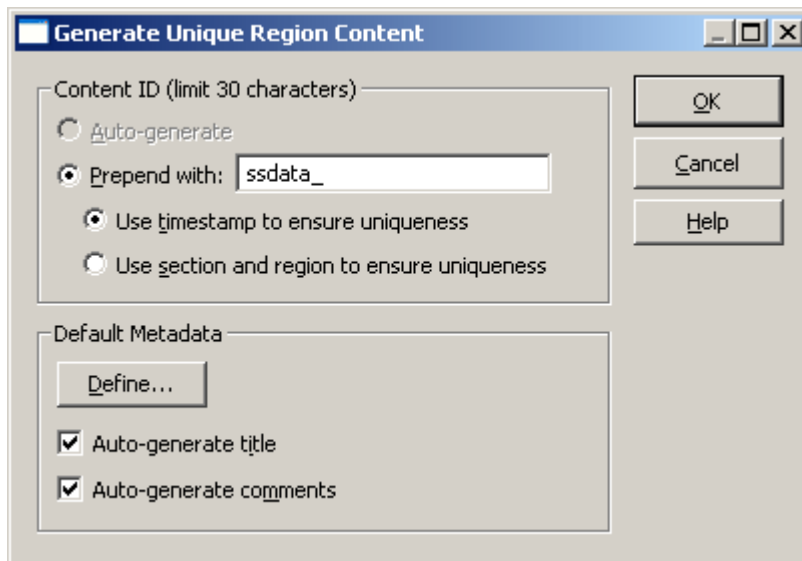 Generate Unique Region Content
Content ID (limit 30 characters)
Auto-generate
Prepend with: ssdata_
Use timestamp to ensure uniqueness
Use section and region to ensure uniqueness
OK
Cancel
Help
Default Metadata
Define...
Auto-generate title
Auto-generate comments